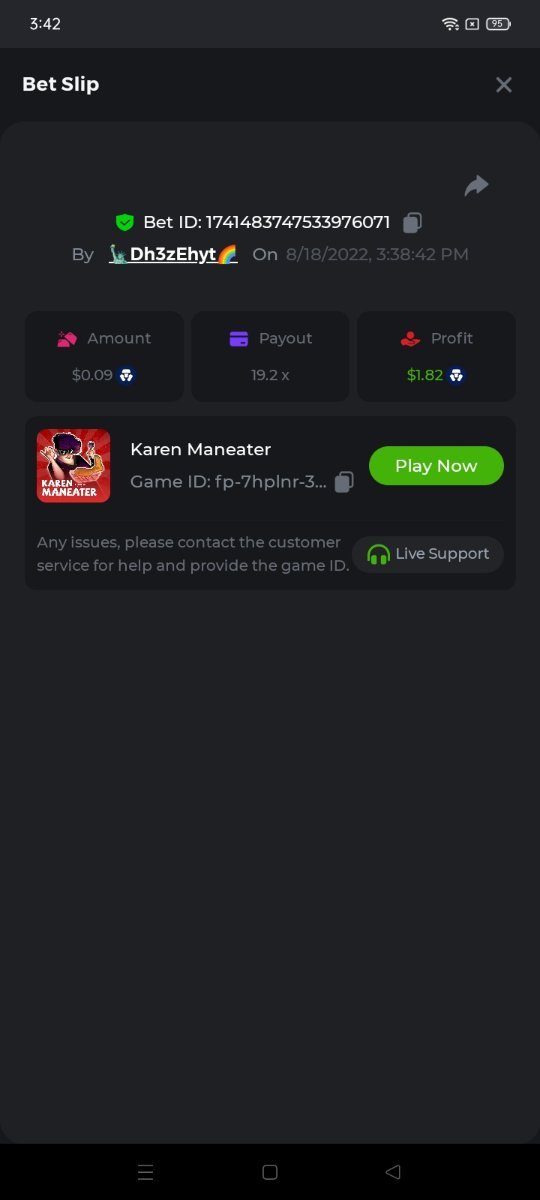 3:42
95
Bet Slip
Bet ID: 1741483747533976071
By 🗽Dh3zEhyt🌈 On 8/18/2022, 3:38:42 PM
Amount
Payout
Profit
$0.09
19.2 x
$1.82
KAREN
MANEATER
Karen Maneater
Game ID: fp-7hplnr-3...
Play Now
Any issues, please contact the customer
service for help and provide the game ID.
Live Support